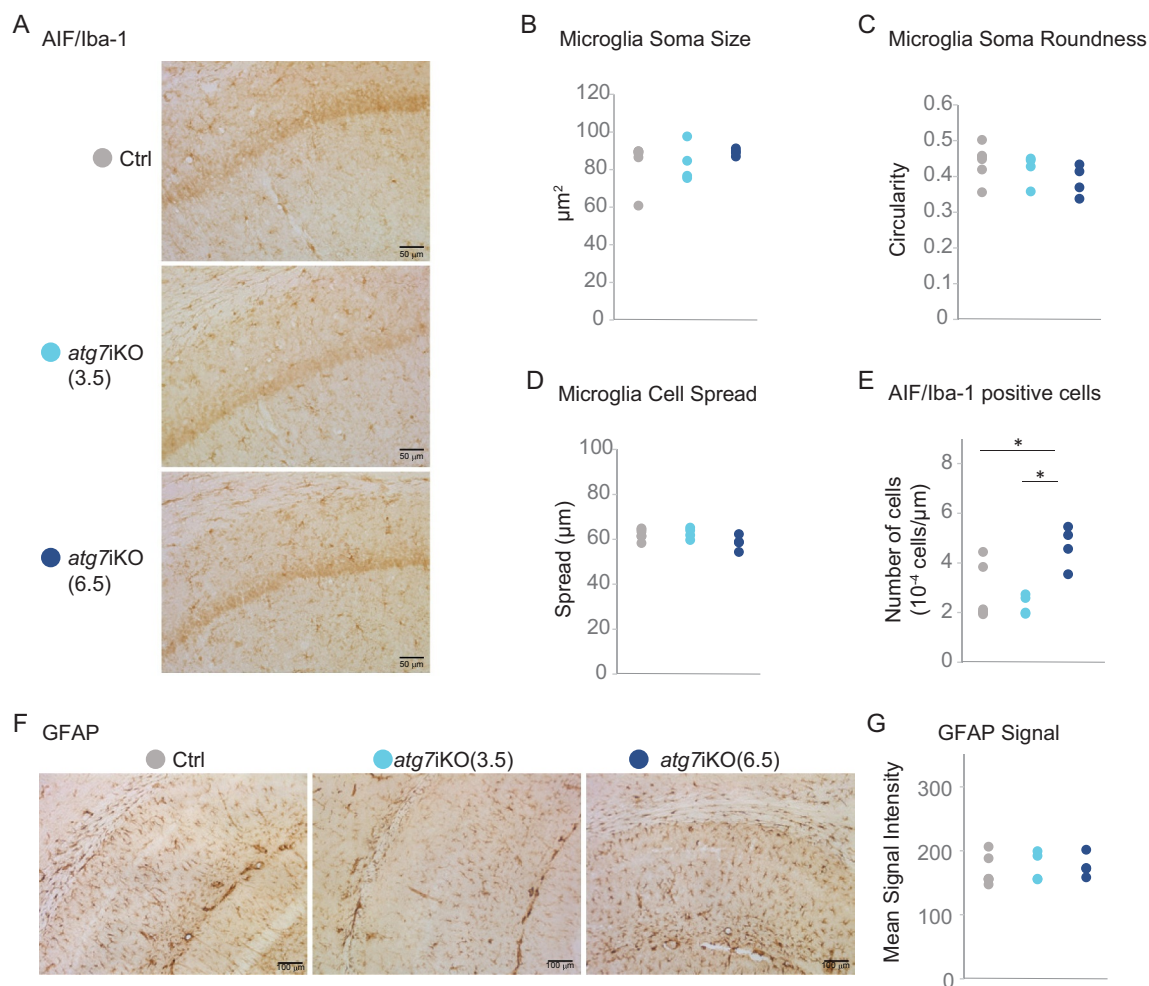 A
AIF/Iba-1
Ctrl
50 µm
atg7iKO
(3.5)
50 µm
atg7iKO
(6.5)
50 µm
B
Microglia Soma Size
120
100
80
60
40
20
0
µm²
C
Microglia Soma Roundness
0.6
0.5
0.4
0.3
0.2
0.1
0
Circularity
D
Microglia Cell Spread
100
80
60
40
20
0
Spread (µm)
E
AIF/Iba-1 positive cells
*
*
8
6
4
2
0
Number of cells
(10⁻⁴ cells/µm)
F
GFAP
Ctrl
atg7iKO(3.5)
atg7iKO(6.5)
100 µm
100 µm
100 µm
G
GFAP Signal
300
200
100
0
Mean Signal Intensity